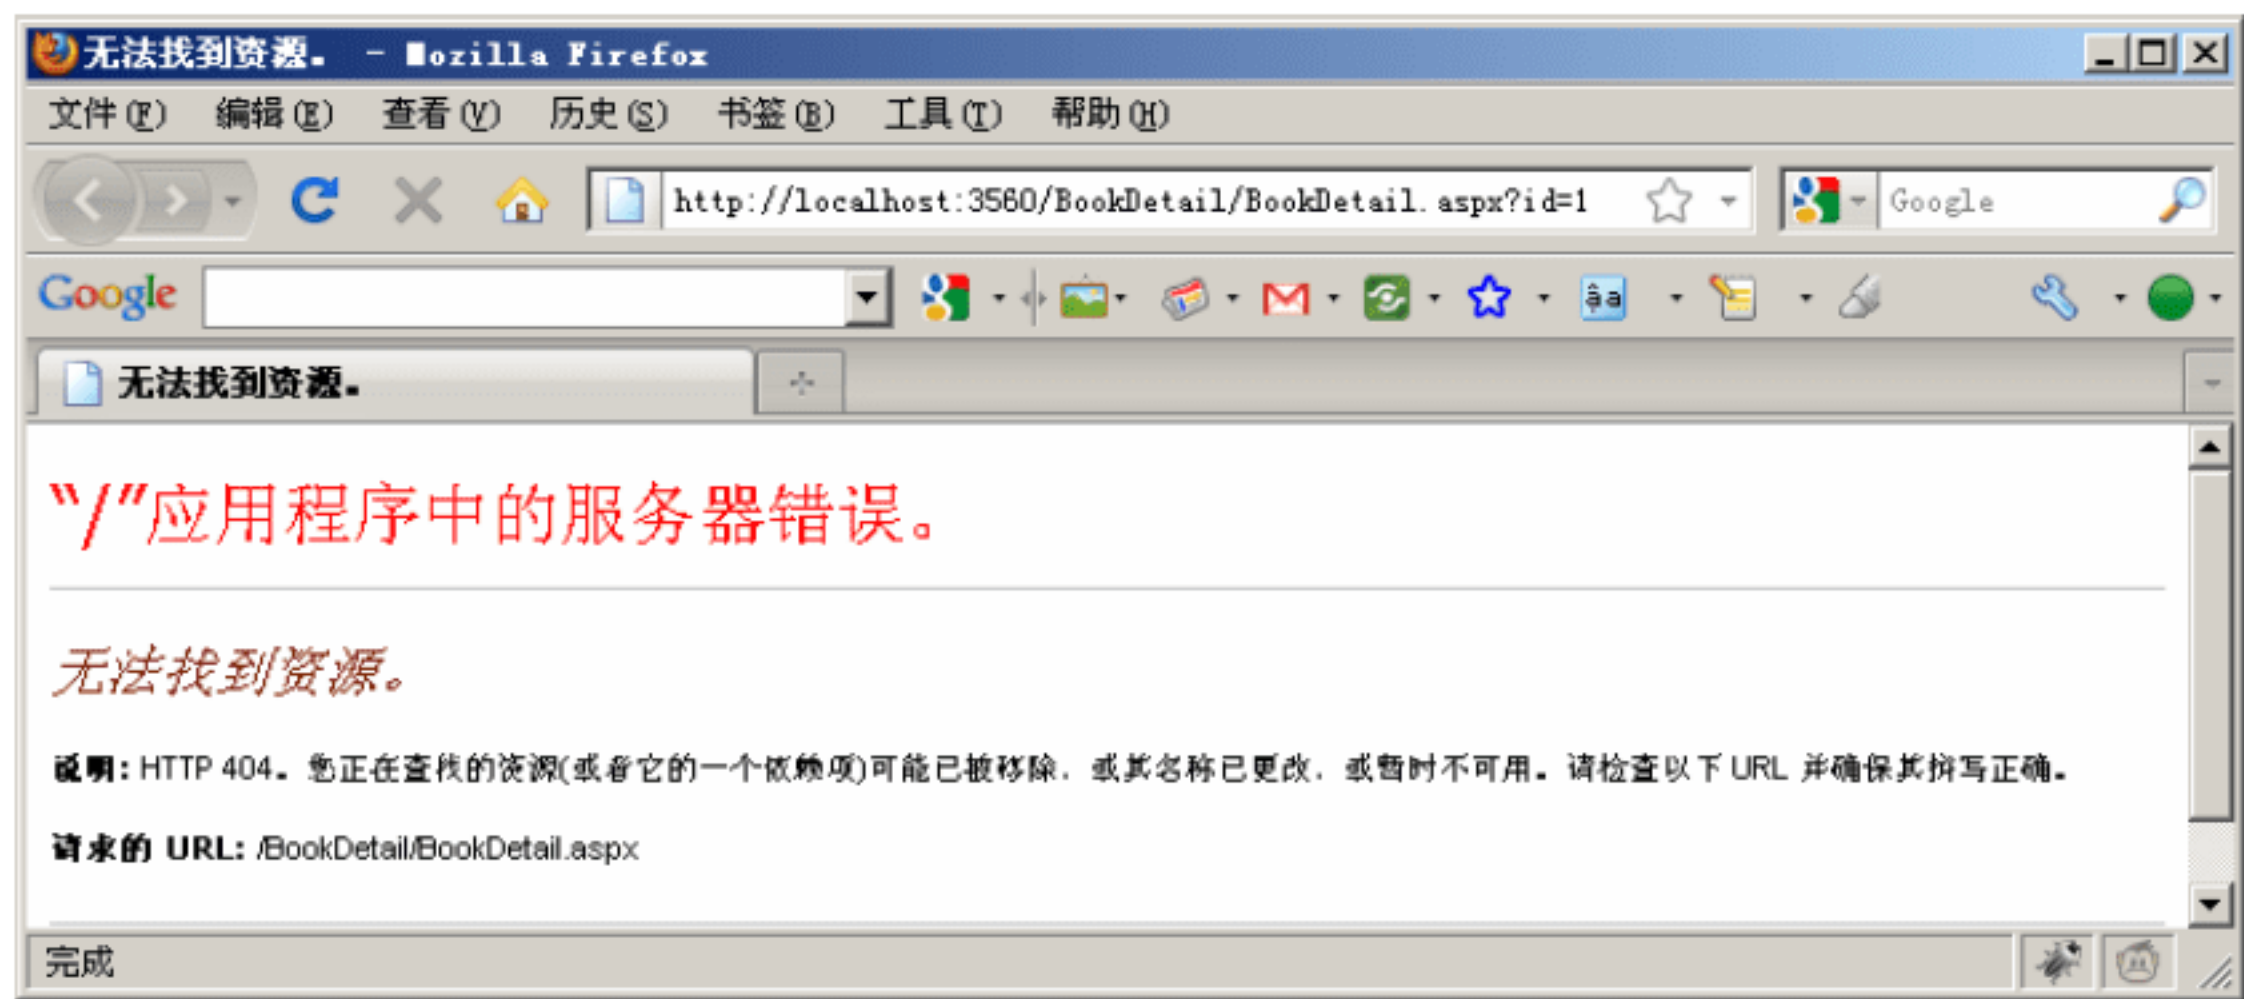 无法找到资源。 - Mozilla Firefox
文件(F) 编辑(E) 查看(V) 历史(S) 书签(B) 工具(T) 帮助(H)
http://localhost:3560/BookDetail/BookDetail.aspx?id=1 Google
Google âa
无法找到资源。
“/”应用程序中的服务器错误。
无法找到资源。
说明: HTTP 404。您正在查找的资源(或者它的一个依赖项)可能已被移除，或其名称已更改，或暂时不可用。请检查以下 URL 并确保其拼写正确。
请求的 URL: /BookDetail/BookDetail.aspx
完成